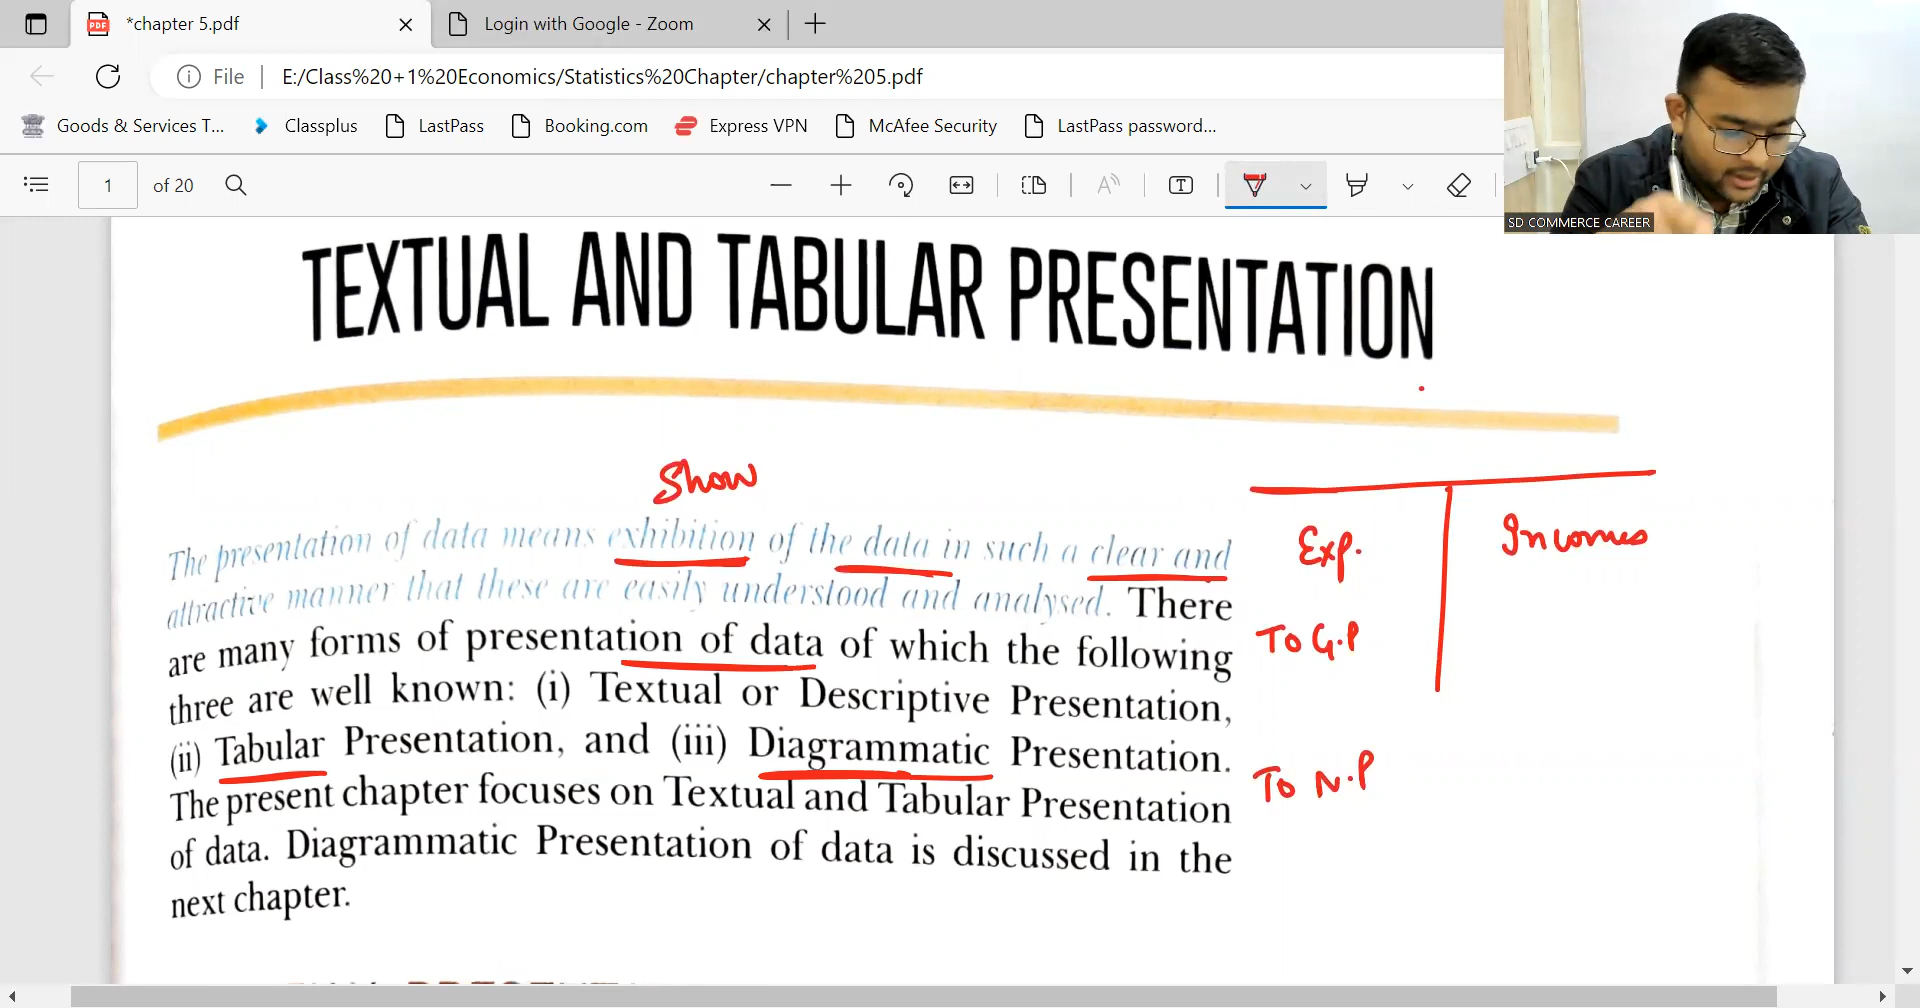 *chapter 5.pdf
Login with Google - Zoom
File
E:/Class%20+1%20Economics/Statistics%20Chapter/chapter%205.pdf
Goods & Services T...
Classplus
LastPass
Booking.com
Express VPN
McAfee Security
LastPass password...
1 of 20
SD COMMERCE CAREER
TEXTUAL AND TABULAR PRESENTATION
Show
The presentation of data means exhibition of the data in such a clear and
attractive manner that these are easily understood and analysed. There
are many forms of presentation of data of which the following
three are well known: (i) Textual or Descriptive Presentation,
(ii) Tabular Presentation, and (iii) Diagrammatic Presentation.
The present chapter focuses on Textual and Tabular Presentation
of data. Diagrammatic Presentation of data is discussed in the
next chapter.
Exp. Incomes
To G.P
To N.P